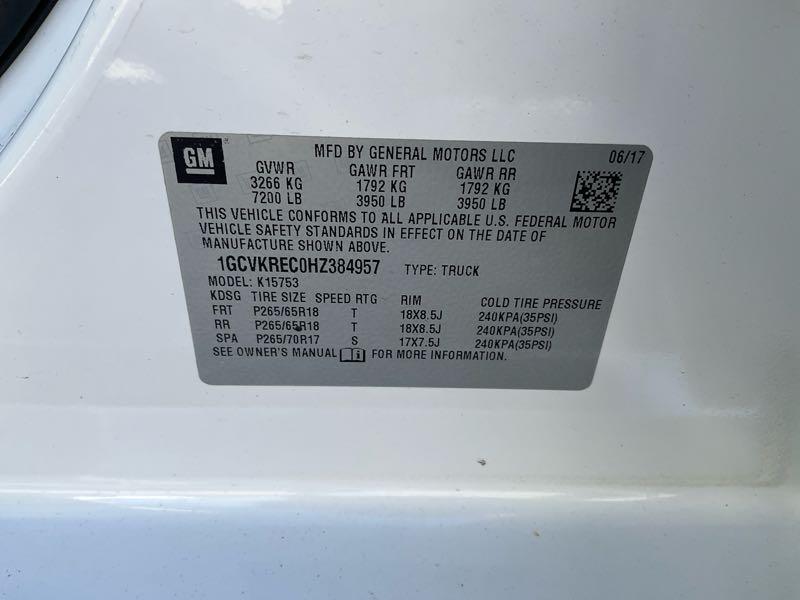 GM
MFD BY GENERAL MOTORS LLC 06/17
GVWR GAWR FRT GAWR RR
3266 KG 1792 KG 1792 KG
7200 LB 3950 LB 3950 LB
THIS VEHICLE CONFORMS TO ALL APPLICABLE U.S. FEDERAL MOTOR
VEHICLE SAFETY STANDARDS IN EFFECT ON THE DATE OF
MANUFACTURE SHOWN ABOVE.
1GCVKREC0HZ384957 TYPE: TRUCK
MODEL: K15753
KDSG TIRE SIZE SPEED RTG RIM COLD TIRE PRESSURE
FRT P265/65R18 T 18X8.5J 240KPA(35PSI)
RR P265/65R18 T 18X8.5J 240KPA(35PSI)
SPA P265/70R17 S 17X7.5J 240KPA(35PSI)
SEE OWNER'S MANUAL FOR MORE INFORMATION.